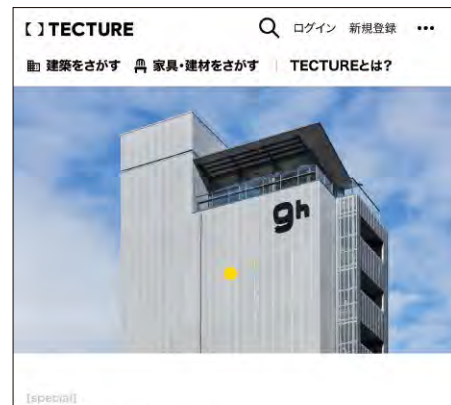 [ ] TECTURE
ログイン 新規登録 •••
建築をさがす 家具・建材をさがす | TECTUREとは?
9h
[special]